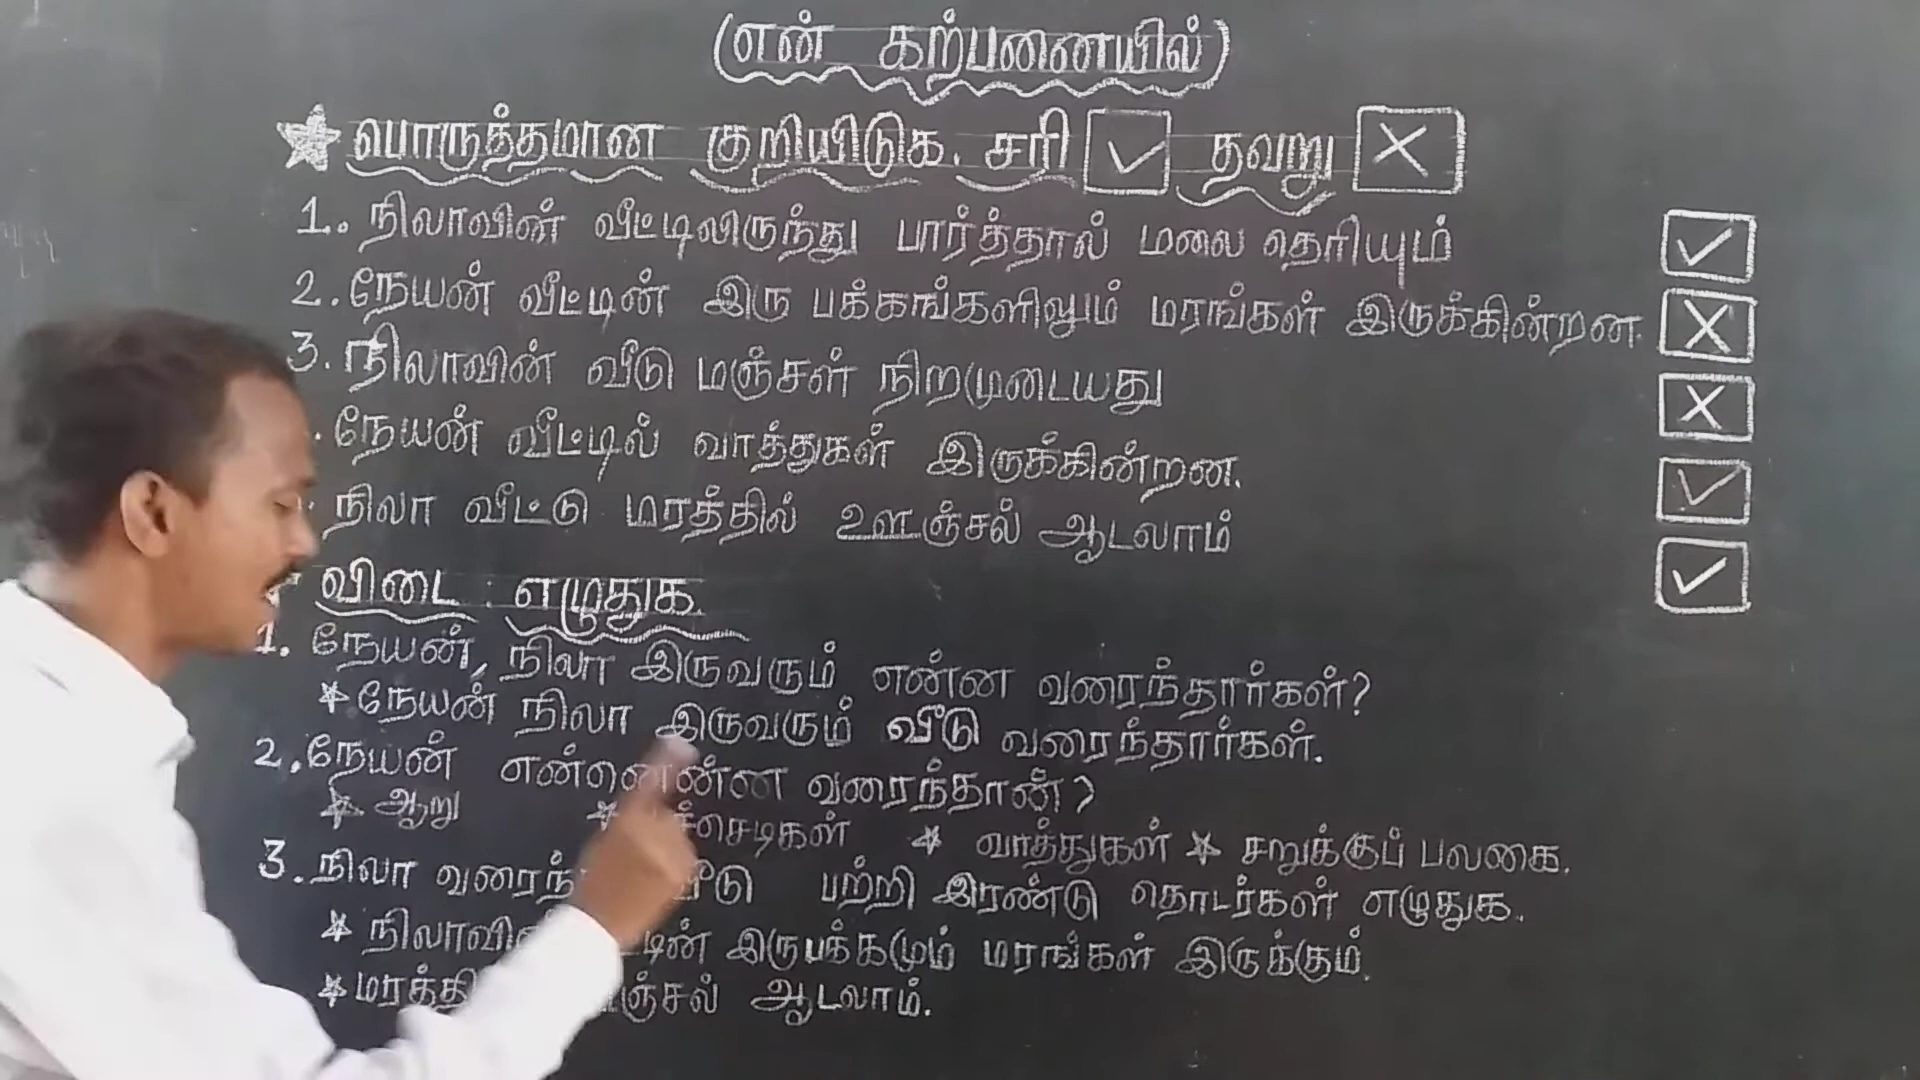 (என் கற்பனையில்)
பொருத்தமான குறியிடுக. சரி ✓ தவறு X
1. நிலாவின் வீட்டிலிருந்து பார்த்தால் மலை தெரியும் ✓
2. நேயன் வீட்டின் இரு பக்கங்களிலும் மரங்கள் இருக்கின்றன. X
3. நிலாவின் வீடு மஞ்சள் நிறமுடையது X
. நேயன் வீட்டில் வாத்துகள் இருக்கின்றன. ✓
. நிலா வீட்டு மரத்தில் ஊஞ்சல் ஆடலாம் ✓
விடை எழுதுக.
1. நேயன், நிலா இருவரும் என்ன வரைந்தார்கள்?
* நேயன் நிலா இருவரும் வீடு வரைந்தார்கள்.
2. நேயன் என்னென்ன வரைந்தான்?
* ஆறு * * வாத்துகள் * சறுக்குப் பலகை.
3. நிலா வீடு பற்றி இரண்டு தொடர்கள் எழுதுக.
* இருபக்கமும் மரங்கள் இருக்கும்.
* ஆடலாம்.